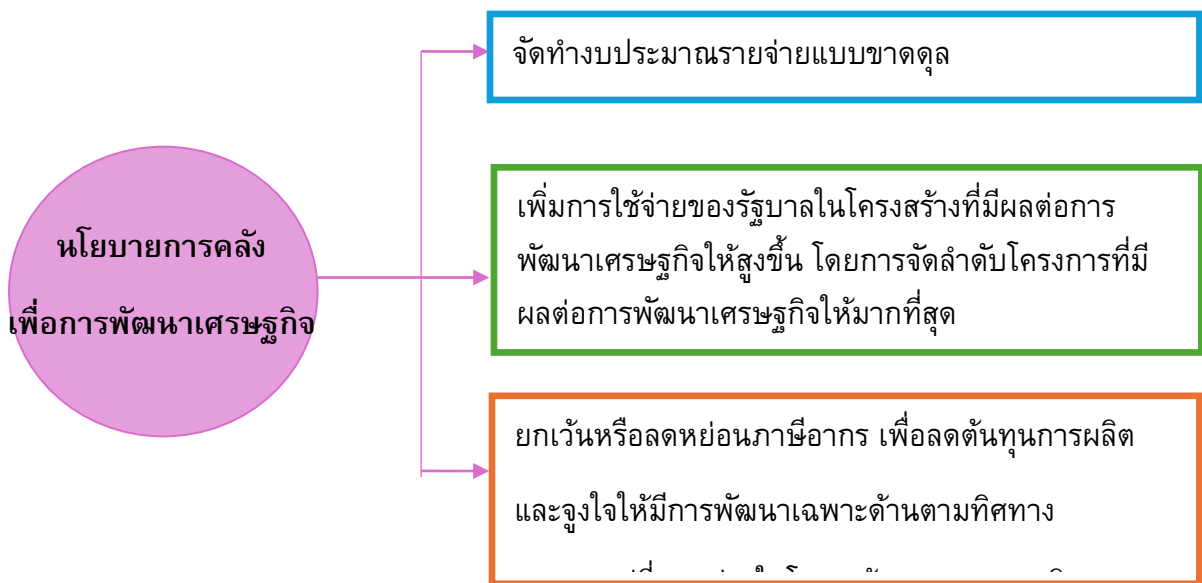 จัดทำงบประมาณรายจ่ายแบบขาดดุล
นโยบายการคลัง
เพื่อการพัฒนาเศรษฐกิจ
เพิ่มการใช้จ่ายของรัฐบาลในโครงสร้างที่มีผลต่อการ
พัฒนาเศรษฐกิจให้สูงขึ้น โดยการจัดลำดับโครงการที่มี
ผลต่อการพัฒนาเศรษฐกิจให้มากที่สุด
ยกเว้นหรือลดหย่อนภาษีอากร เพื่อลดต้นทุนการผลิต
และจูงใจให้มีการพัฒนาเฉพาะด้านตามทิศทาง